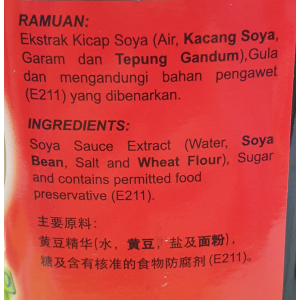 RAMUAN:
Ekstrak Kicap Soya (Air, Kacang Soya,
Garam dan Tepung Gandum),Gula
dan mengandungi bahan pengawet
(E211) yang dibenarkan.
INGREDIENTS:
Soya Sauce Extract (Water, Soya
Bean, Salt and Wheat Flour), Sugar
and contains permitted food
preservative (E211).
主要原料:
黄豆精华(水，黄豆，盐及面粉)，
糖及含有核准的食物防腐剂(E211)。